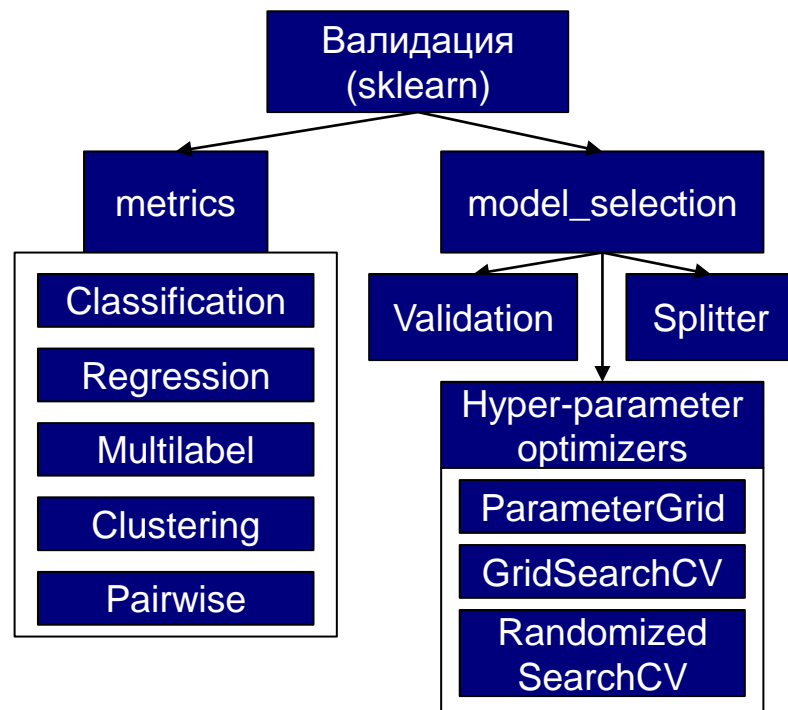 Валидация
(sklearn)
metrics
model_selection
Classification
Regression
Multilabel
Clustering
Pairwise
Validation
Splitter
Hyper-parameter
optimizers
ParameterGrid
GridSearchCV
Randomized
SearchCV